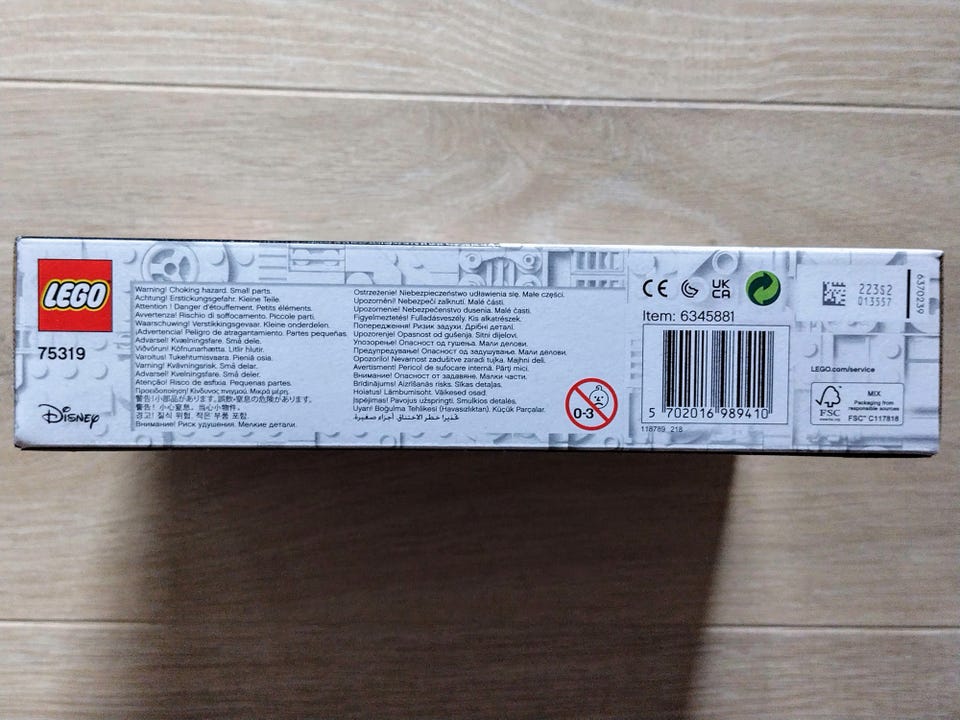 LEGO
75319
Disney
Warning! Choking hazard. Small parts.
Achtung! Erstickungsgefahr. Kleine Teile.
Attention ! Danger d'étouffement. Petits éléments.
Avvertenza! Rischio di soffocamento. Piccole parti.
Waarschuwing! Verstikkingsgevaar. Kleine onderdelen.
¡Advertencia! Peligro de atragantamiento. Partes pequeñas.
Advarsel! Kvælningsfare. Små dele.
Viðvörun! Köfnunarhætta. Litlir hlutir.
Varoitus! Tukehtumisvaara. Pieniä osia.
Varning! Kvävningsrisk. Små delar.
Advarsel! Kvelningsfare. Små deler.
Atenção! Risco de asfixia. Pequenas partes.
Προειδοποίηση! Κίνδυνος πνιγμού. Μικρά μέρη.
警告! 小部品があります。誤飲・窒息の危険があります。
警告! 小心窒息。当心小物件。
경고! 질식 위험. 작은 부품 포함.
Внимание! Риск удушения. Мелкие детали.
Ostrzeżenie! Niebezpieczeństwo udławienia się. Małe części.
Upozornění! Nebezpečí zalknutí. Malé části.
Upozornenie! Nebezpečenstvo dusenia. Malé časti.
Figyelmeztetés! Fulladásveszély. Kis alkatrészek.
Попередження! Ризик задухи. Дрібні деталі.
Upozorenje! Opasnost od gušenja. Sitni dijelovi.
Упозорење! Опасност од гушења. Мали делови.
Предупредување! Опасност од задушување. Мали делови.
Opozorilo! Nevarnost zadušitve zaradi tujka. Majhni deli.
Avertisment! Pericol de sufocare internă. Părţi mici.
Внимание! Опасност от задавяне. Малки части.
Brīdinājums! Aizrīšanās risks. Sīkas detaļas.
Hoiatus! Lämbumisoht. Väikesed osad.
Įspėjimas! Pavojus užspringti. Smulkios detalės.
Uyarı! Boğulma Tehlikesi (Havasızlıktan). Küçük Parçalar.
تحذير! خطر الاختناق. أجزاء صغيرة.
0-3
CE
UK
CA
Item: 6345881
5 702016 989410
118789 218
22352
013557
6370239
LEGO.com/service
FSC
www.fsc.org
MIX
Packaging from
responsible sources
FSC™ C117818